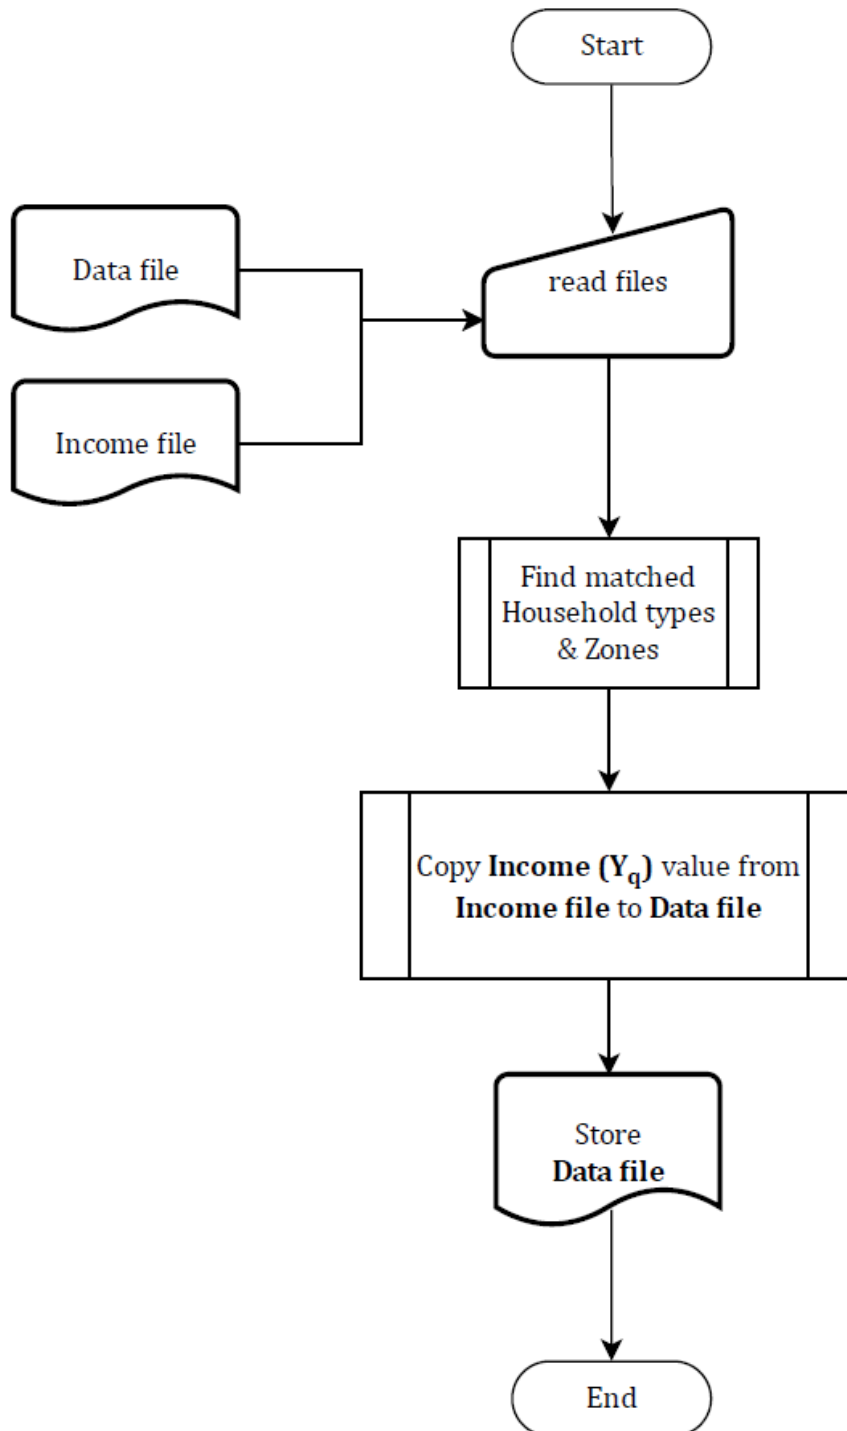 Start
Data file
read files
Income file
Find matched
Household types
& Zones
Copy Income (Y_q) value from
Income file to Data file
Store
Data file
End